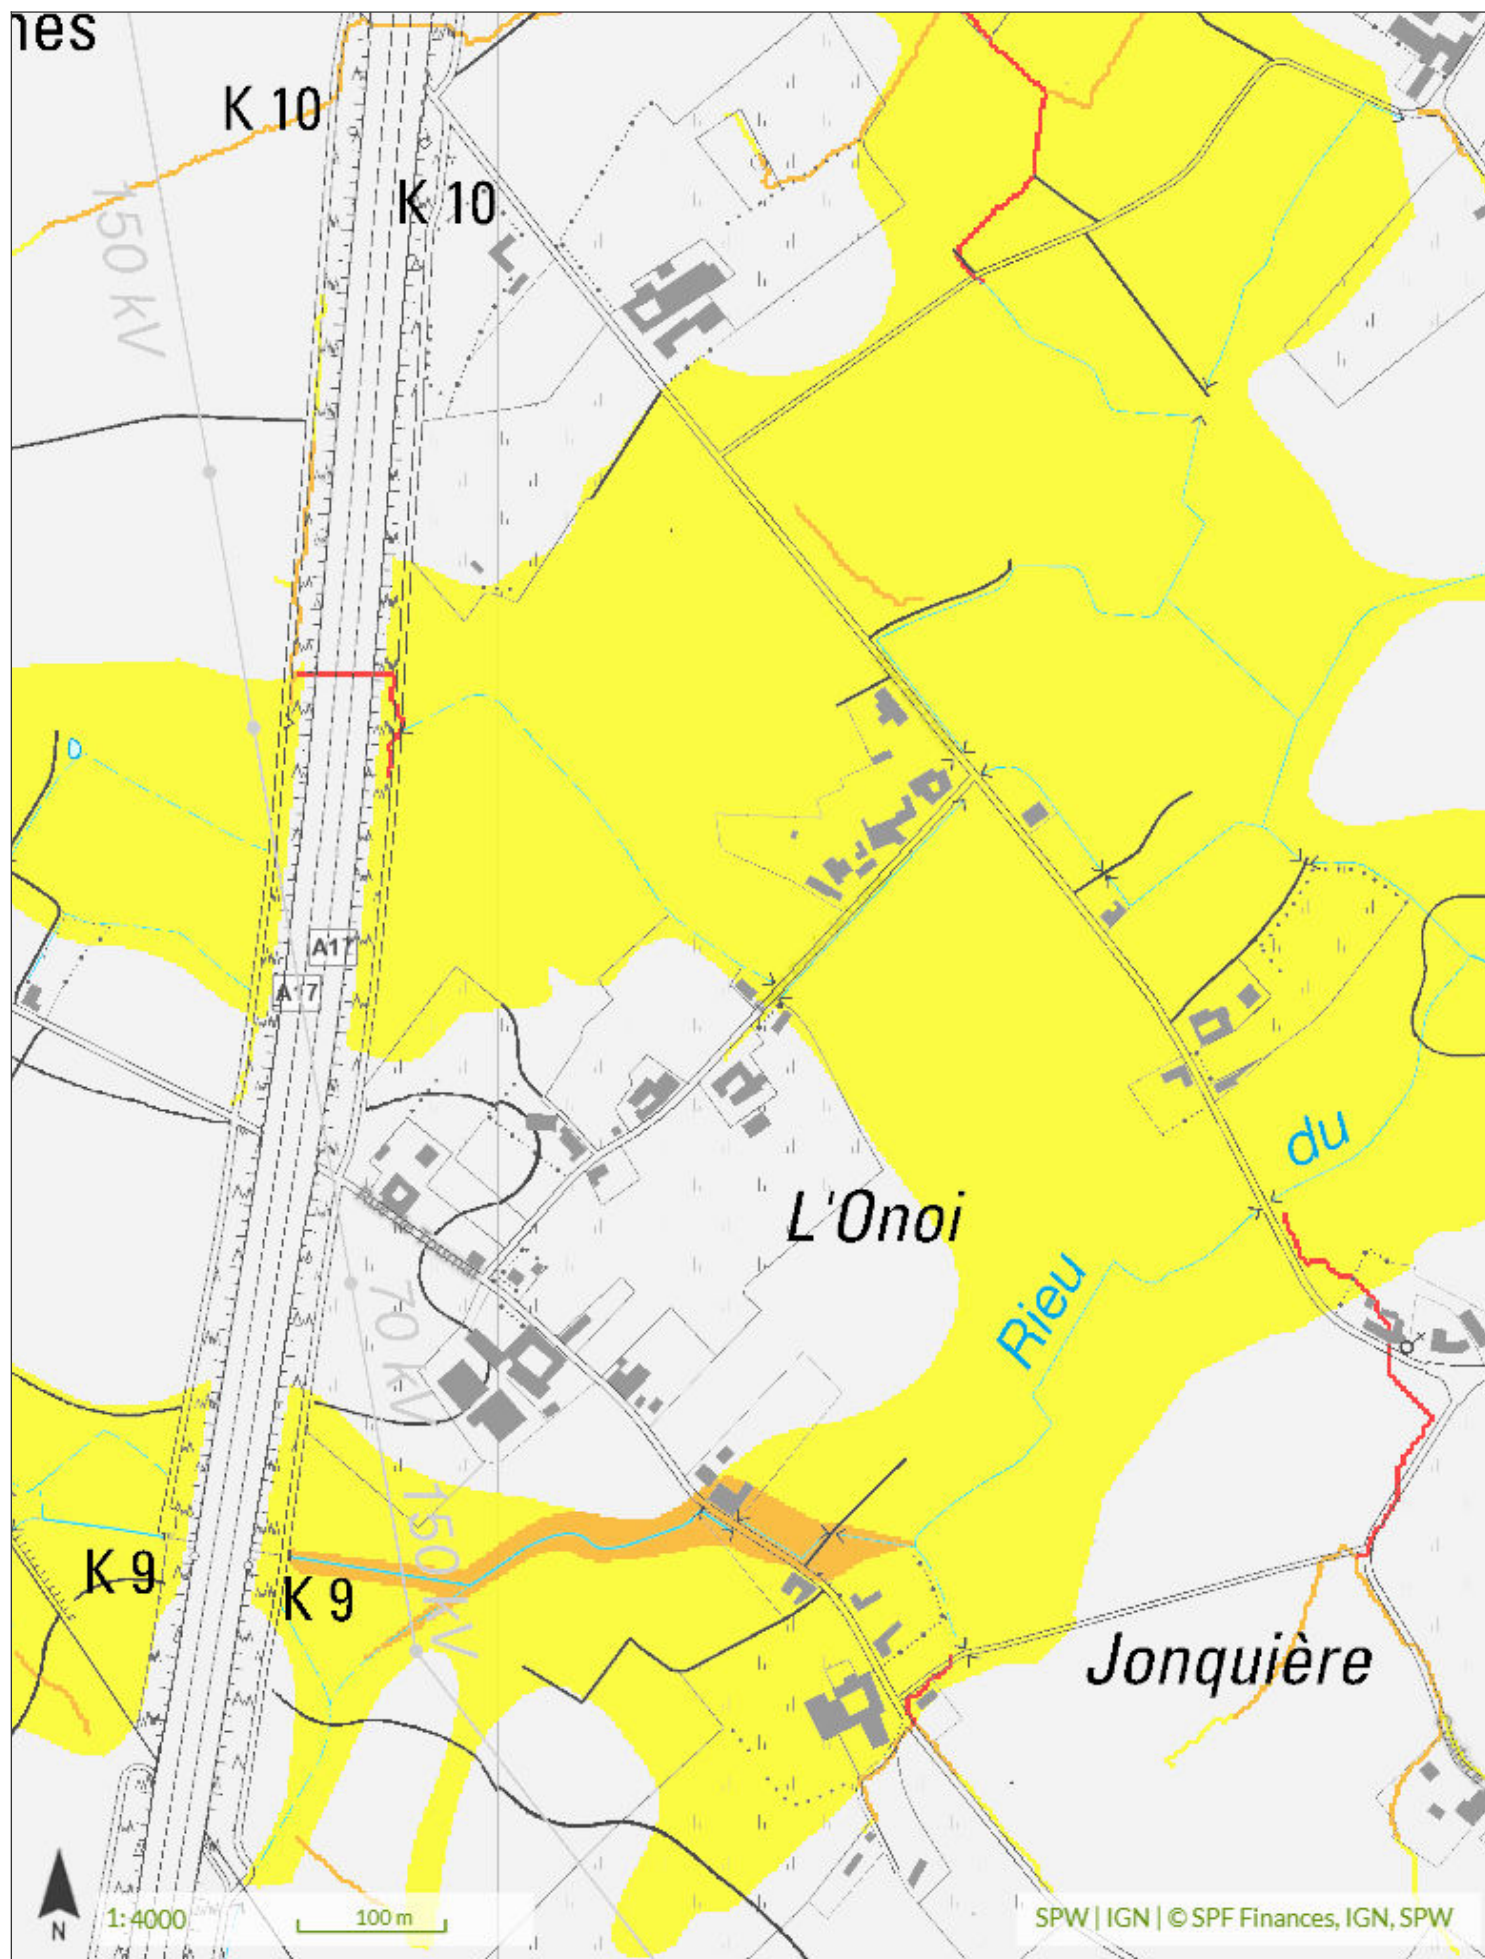 nes
K 10
K 10
150 kV
A17
A17
du
L'Onoi
Rieu
70 kV
150 kV
K 9
K 9
Jonquière
N
1:4000
100 m
SPW | IGN | © SPF Finances, IGN, SPW